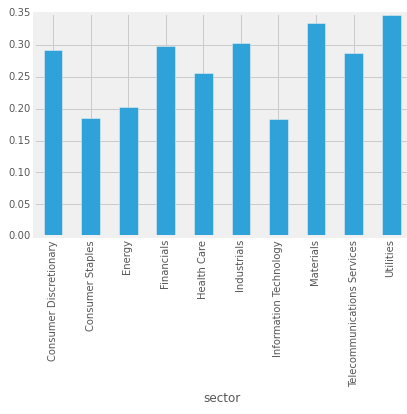 0.35
0.30
0.25
0.20
0.15
0.10
0.05
0.00
Consumer Discretionary
Consumer Staples
Energy
Financials
Health Care
Industrials
Information Technology
Materials
Telecommunications Services
Utilities
sector